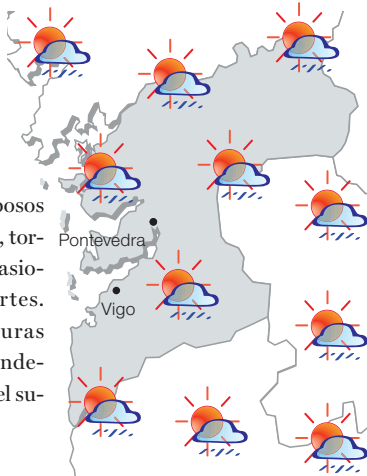 posos
, tor-
asio-
rtes.
uras
nde-
el su-
Pontevedra
Vigo